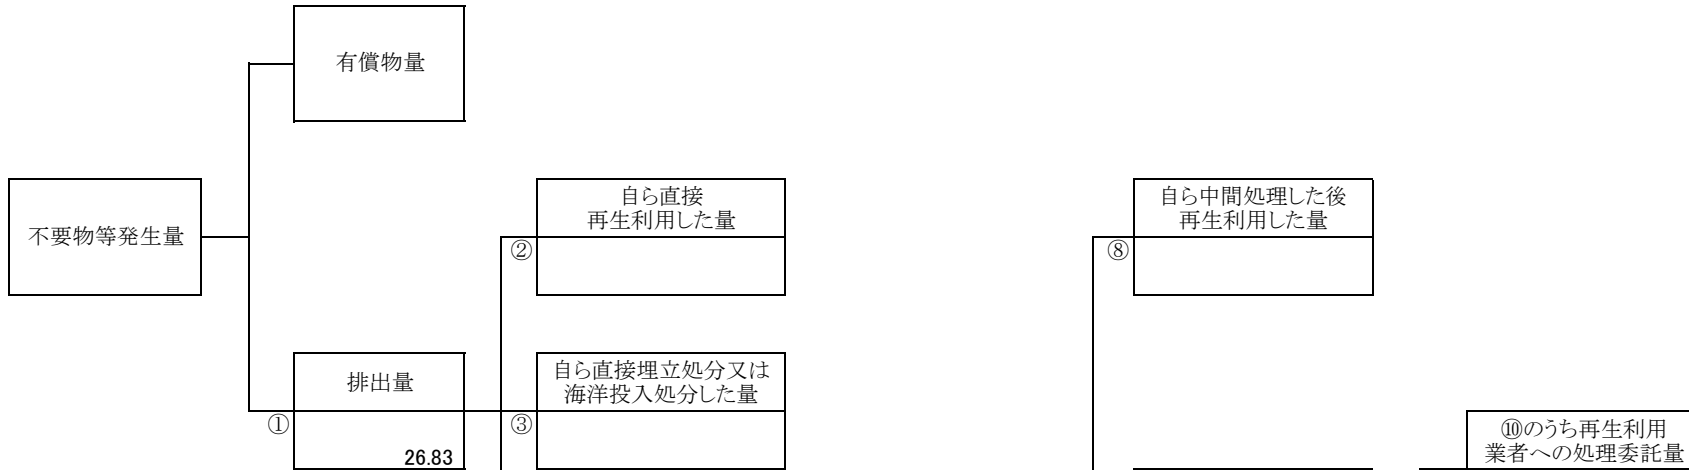 有償物量
不要物等発生量
自ら直接
再生利用した量
②
自ら中間処理した後
再生利用した量
⑧
排出量
①
26.83
自ら直接埋立処分又は
海洋投入処分した量
③
⑩のうち再生利用
業者への処理委託量